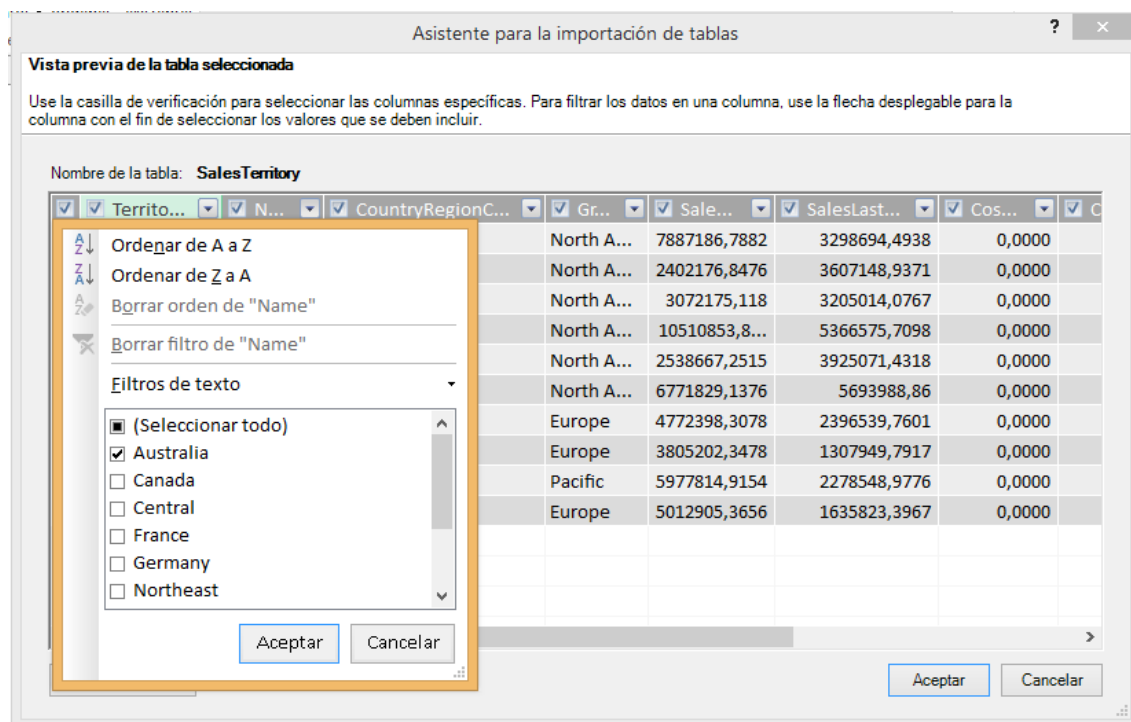 Asistente para la importación de tablas
?
Vista previa de la tabla seleccionada
Use la casilla de verificación para seleccionar las columnas específicas. Para filtrar los datos en una columna, use la flecha desplegable para la
columna con el fin de seleccionar los valores que se deben incluir.
Nombre de la tabla: SalesTerritory
Territo... N... CountryRegionC... Gr... Sale... SalesLast... Cos... C
Ordenar de A a Z
Ordenar de Z a A
Borrar orden de "Name"
Borrar filtro de "Name"
Filtros de texto
(Seleccionar todo)
Australia
Canada
Central
France
Germany
Northeast
Aceptar Cancelar
North A... 7887186,7882 3298694,4938 0,0000
North A... 2402176,8476 3607148,9371 0,0000
North A... 3072175,118 3205014,0767 0,0000
North A... 10510853,8... 5366575,7098 0,0000
North A... 2538667,2515 3925071,4318 0,0000
North A... 6771829,1376 5693988,86 0,0000
Europe 4772398,3078 2396539,7601 0,0000
Europe 3805202,3478 1307949,7917 0,0000
Pacific 5977814,9154 2278548,9776 0,0000
Europe 5012905,3656 1635823,3967 0,0000
Aceptar Cancelar